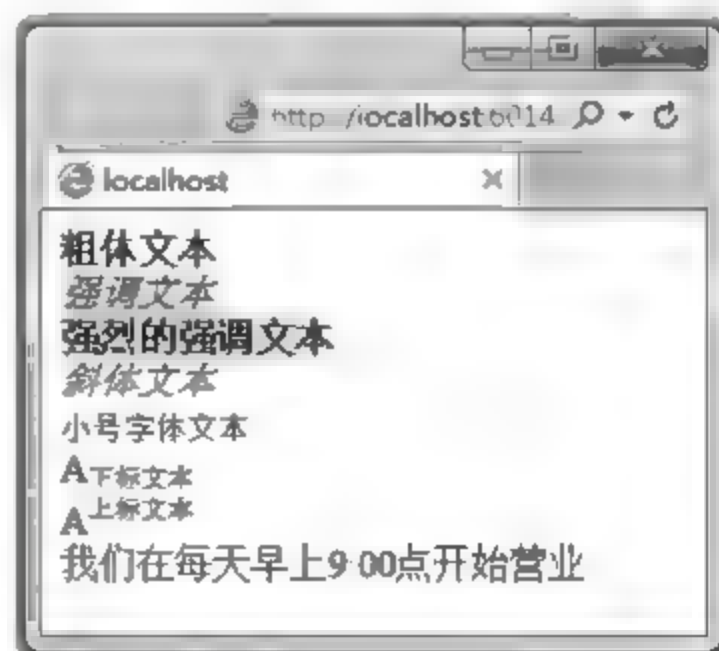 http://localhost:6014
localhost
粗体文本
强调文本
强烈的强调文本
斜体文本
小号字体文本
A下标文本
A上标文本
我们在每天早上9:00点开始营业